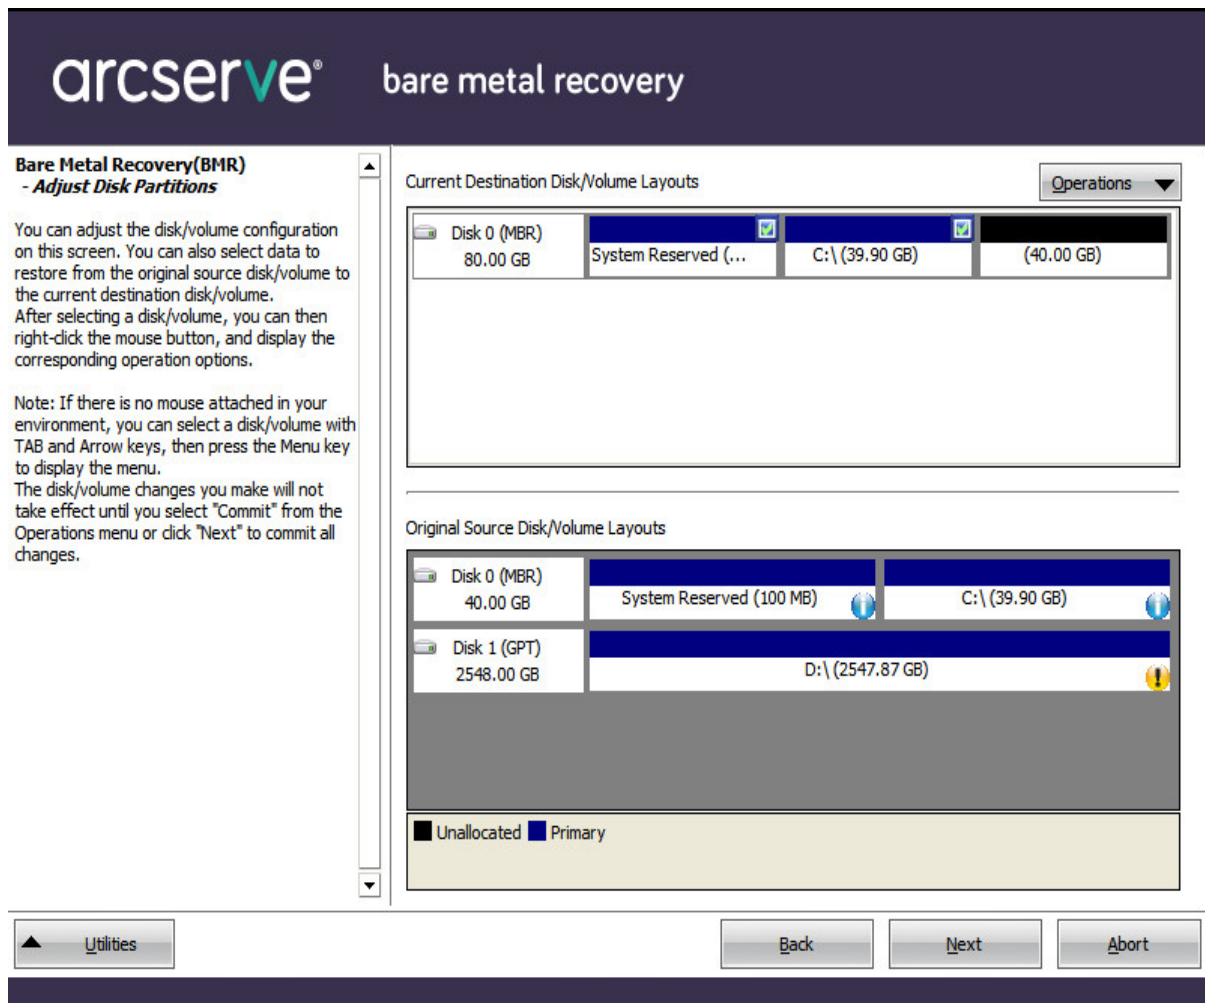 arcserve® bare metal recovery
Bare Metal Recovery(BMR)
- Adjust Disk Partitions
You can adjust the disk/volume configuration
on this screen. You can also select data to
restore from the original source disk/volume to
the current destination disk/volume.
After selecting a disk/volume, you can then
right-click the mouse button, and display the
corresponding operation options.
Note: If there is no mouse attached in your
environment, you can select a disk/volume with
TAB and Arrow keys, then press the Menu key
to display the menu.
The disk/volume changes you make will not
take effect until you select "Commit" from the
Operations menu or click "Next" to commit all
changes.
Current Destination Disk/Volume Layouts
Operations
Disk 0 (MBR)
80.00 GB
System Reserved (...
C:\ (39.90 GB)
(40.00 GB)
Original Source Disk/Volume Layouts
Disk 0 (MBR)
40.00 GB
System Reserved (100 MB)
C:\ (39.90 GB)
Disk 1 (GPT)
2548.00 GB
D:\ (2547.87 GB)
Unallocated Primary
Utilities
Back
Next
Abort